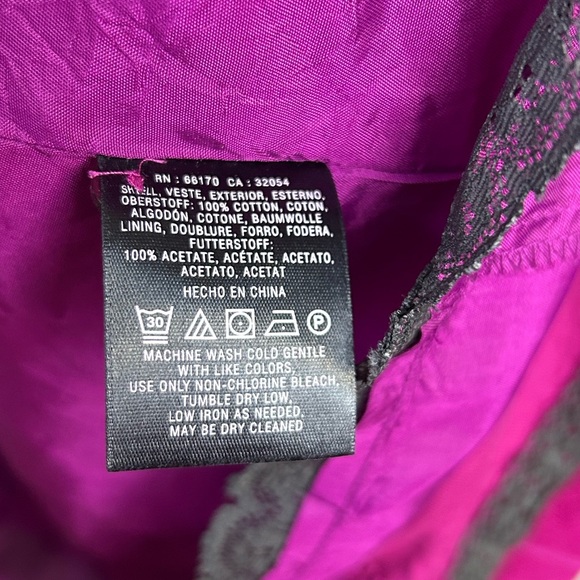 RN : 66170 CA : 32054
SHELL, VESTE, EXTERIOR, ESTERNO,
OBERSTOFF: 100% COTTON, COTON,
ALGODÓN, COTONE, BAUMWOLLE
LINING, DOUBLURE, FORRO, FODERA,
FUTTERSTOFF:
100% ACETATE, ACÉTATE, ACETATO,
ACETATO, ACETAT
HECHO EN CHINA
30 P
MACHINE WASH COLD GENTLE
WITH LIKE COLORS,
USE ONLY NON-CHLORINE BLEACH,
TUMBLE DRY LOW,
LOW IRON AS NEEDED,
MAY BE DRY CLEANED